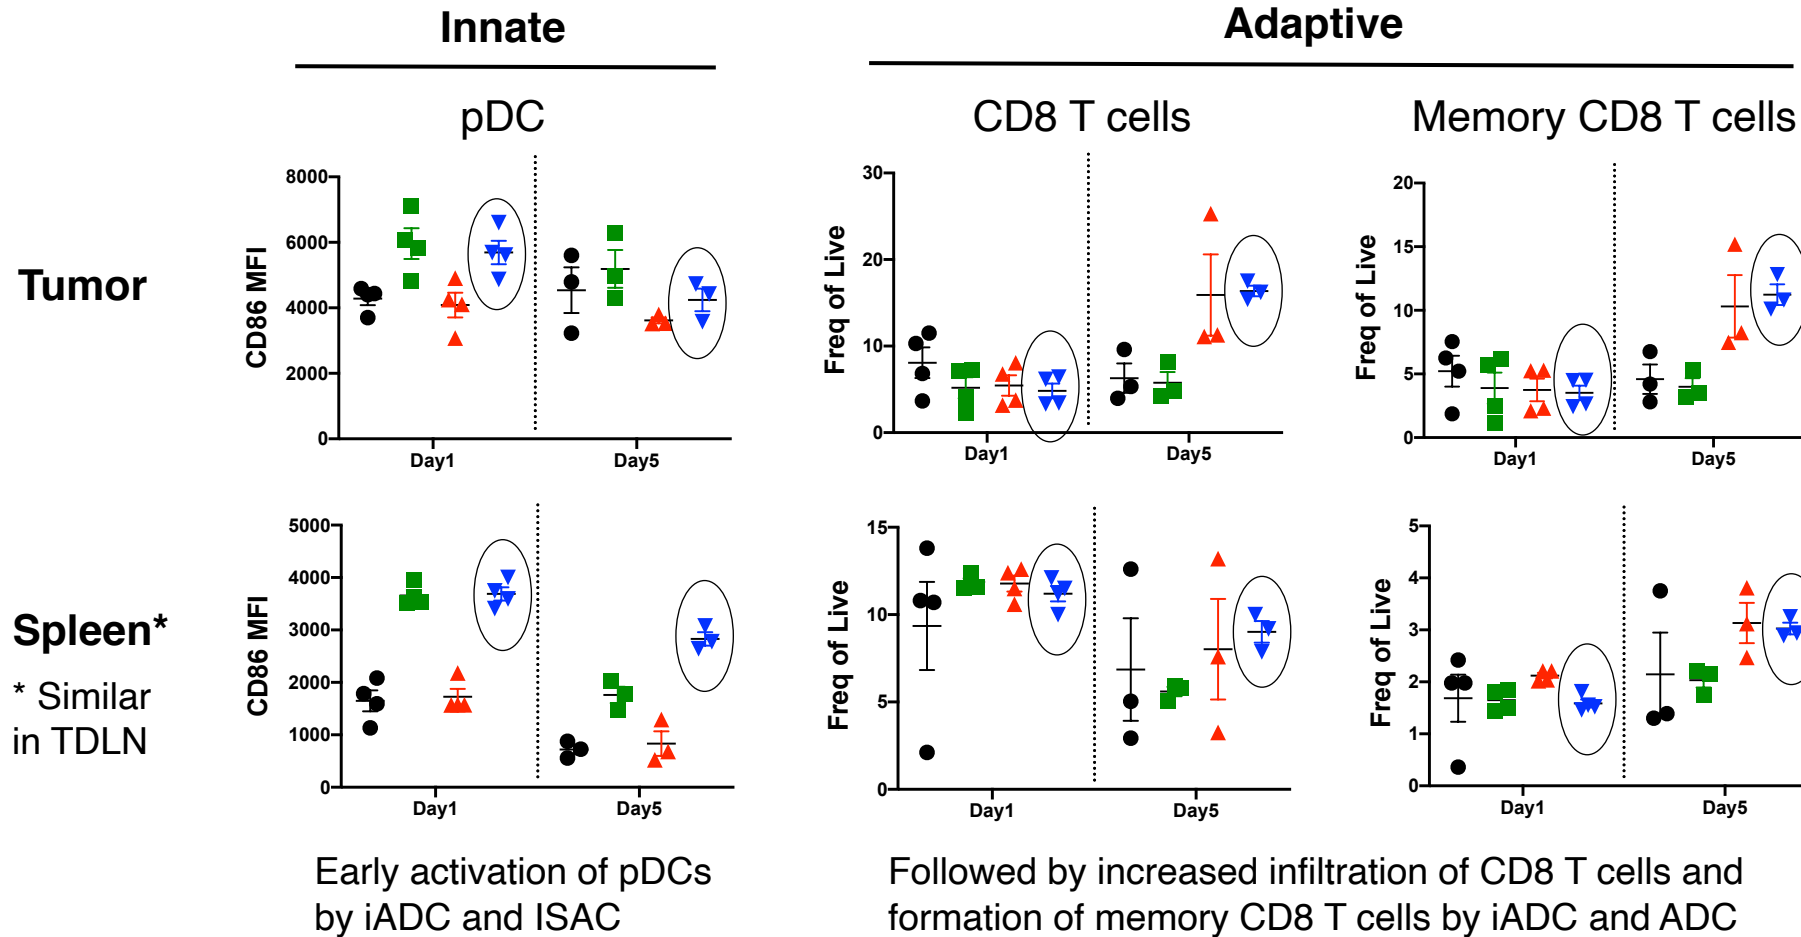 Innate
Adaptive
pDC
CD8 T cells
Memory CD8 T cells
Tumor
CD86 MFI
8000
6000
4000
2000
0
Day1
Day5
Freq of Live
30
20
10
0
Day1
Day5
Freq of Live
20
15
10
5
0
Day1
Day5
Spleen*
* Similar
in TDLN
CD86 MFI
5000
4000
3000
2000
1000
0
Day1
Day5
Freq of Live
15
10
5
0
Day1
Day5
Freq of Live
5
4
3
2
1
0
Day1
Day5
Early activation of pDCs
by iADC and ISAC
Followed by increased infiltration of CD8 T cells and
formation of memory CD8 T cells by iADC and ADC